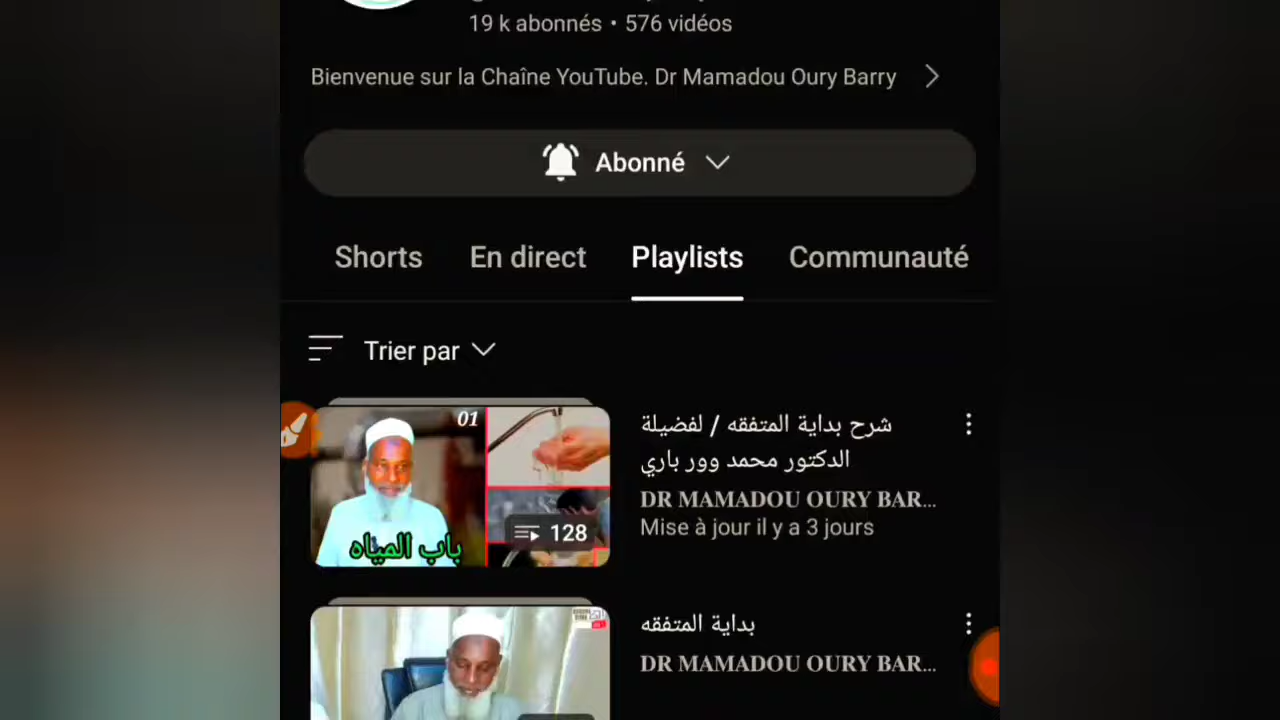 19 k abonnés • 576 vidéos
Bienvenue sur la Chaîne YouTube. Dr Mamadou Oury Barry
Abonné
Shorts En direct Playlists Communauté
Trier par
01
باب المياه
128
شرح بداية المتفقه / لفضيلة
الدكتور محمد وور باري
DR MAMADOU OURY BAR...
Mise à jour il y a 3 jours
بداية المتفقه
DR MAMADOU OURY BAR...